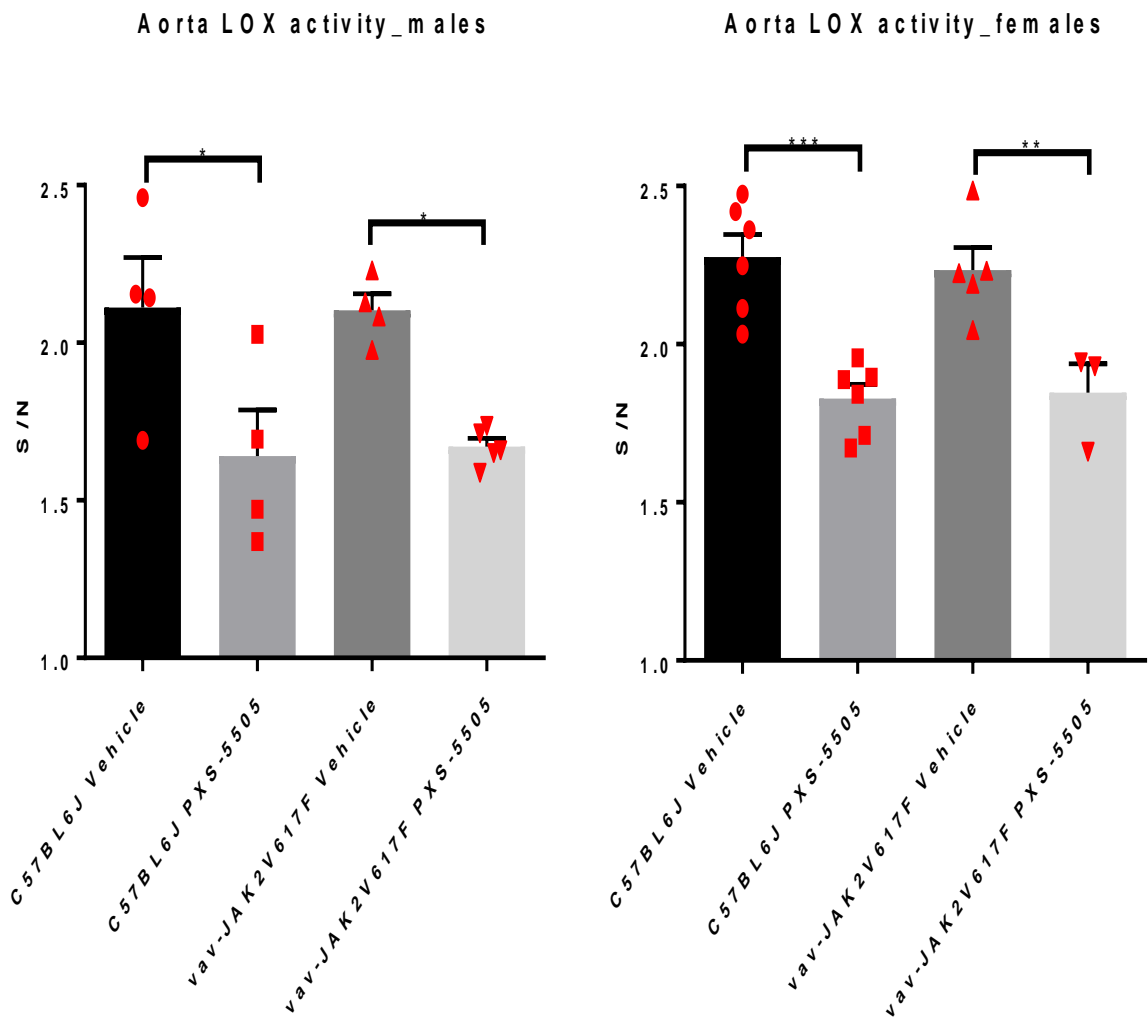 Aorta LOX activity_males
*
*
2.5
2.0
1.5
1.0
S/N
C57BL6J Vehicle
C57BL6J PXS-5505
vav-JAK2V617F Vehicle
vav-JAK2V617F PXS-5505
Aorta LOX activity_females
***
**
2.5
2.0
1.5
1.0
S/N
C57BL6J Vehicle
C57BL6J PXS-5505
vav-JAK2V617F Vehicle
vav-JAK2V617F PXS-5505